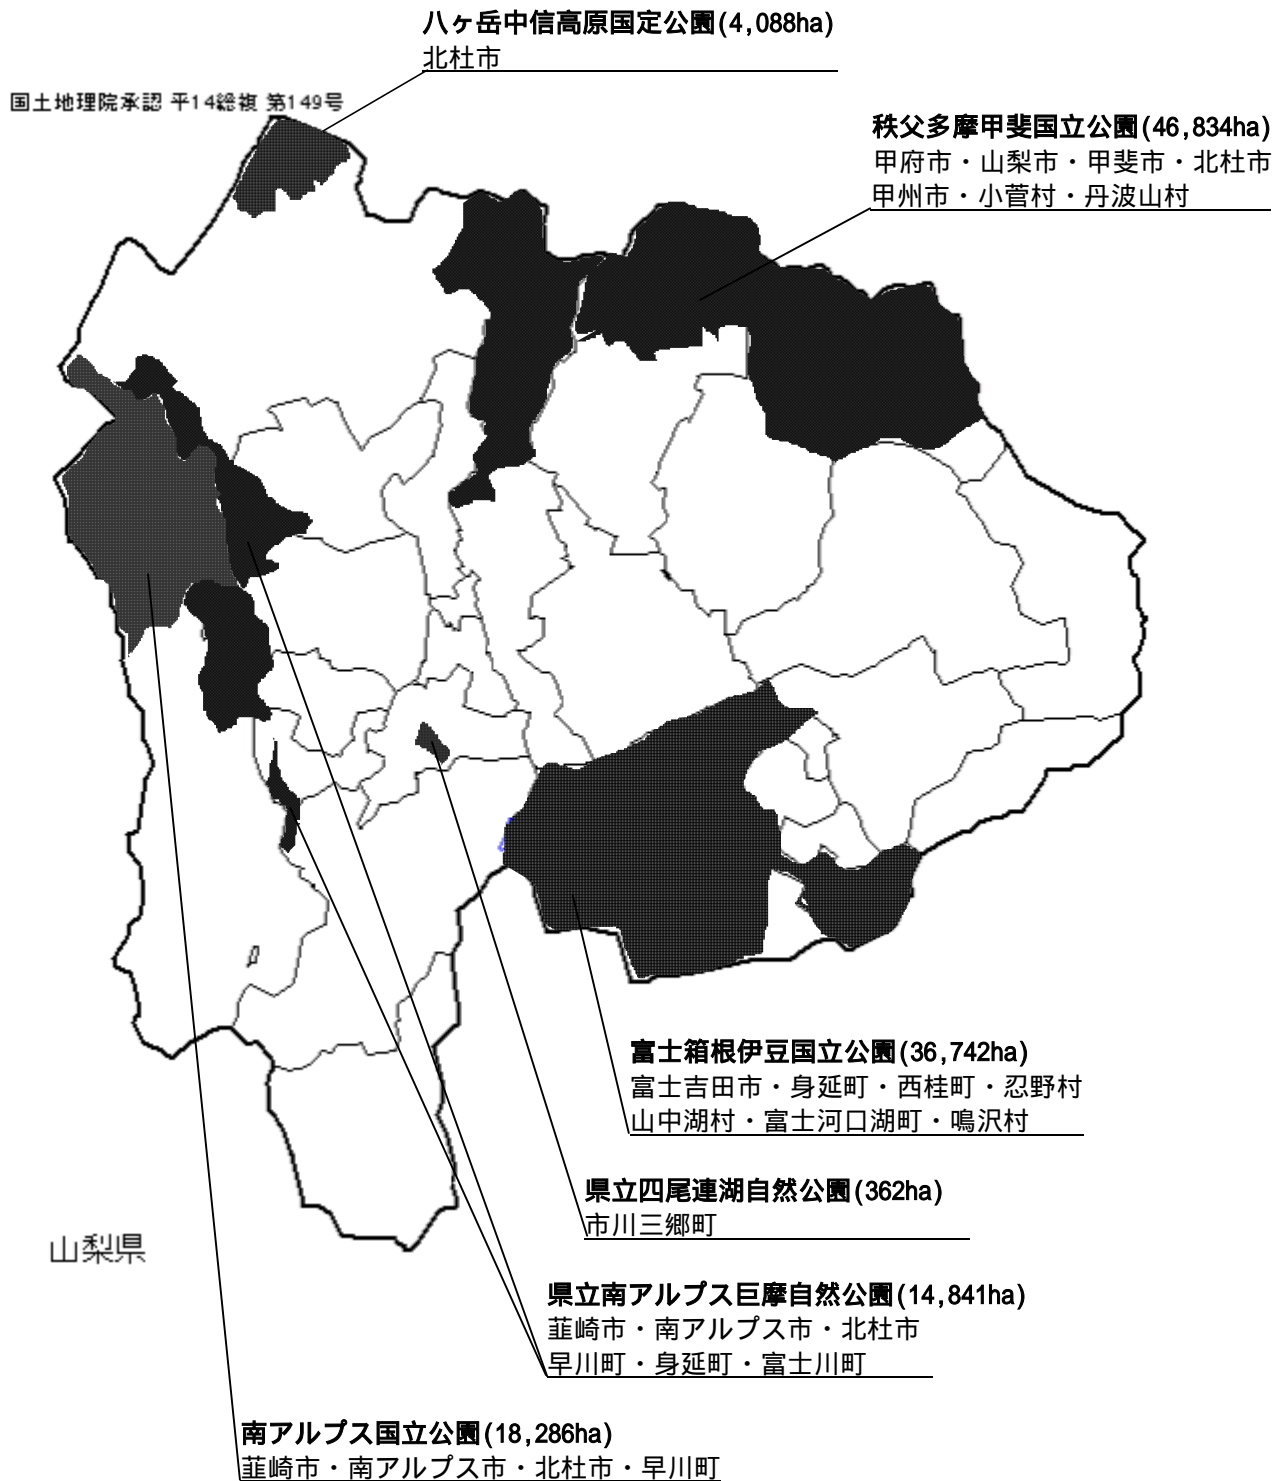 八ヶ岳中信高原国定公園(4,088ha)
北杜市
国土地理院承認 平14総複 第149号
秩父多摩甲斐国立公園(46,834ha)
甲府市・山梨市・甲斐市・北杜市
甲州市・小菅村・丹波山村
富士箱根伊豆国立公園(36,742ha)
富士吉田市・身延町・西桂町・忍野村
山中湖村・富士河口湖町・鳴沢村
県立四尾連湖自然公園(362ha)
市川三郷町
山梨県
県立南アルプス巨摩自然公園(14,841ha)
韮崎市・南アルプス市・北杜市
早川町・身延町・富士川町
南アルプス国立公園(18,286ha)
韮崎市・南アルプス市・北杜市・早川町